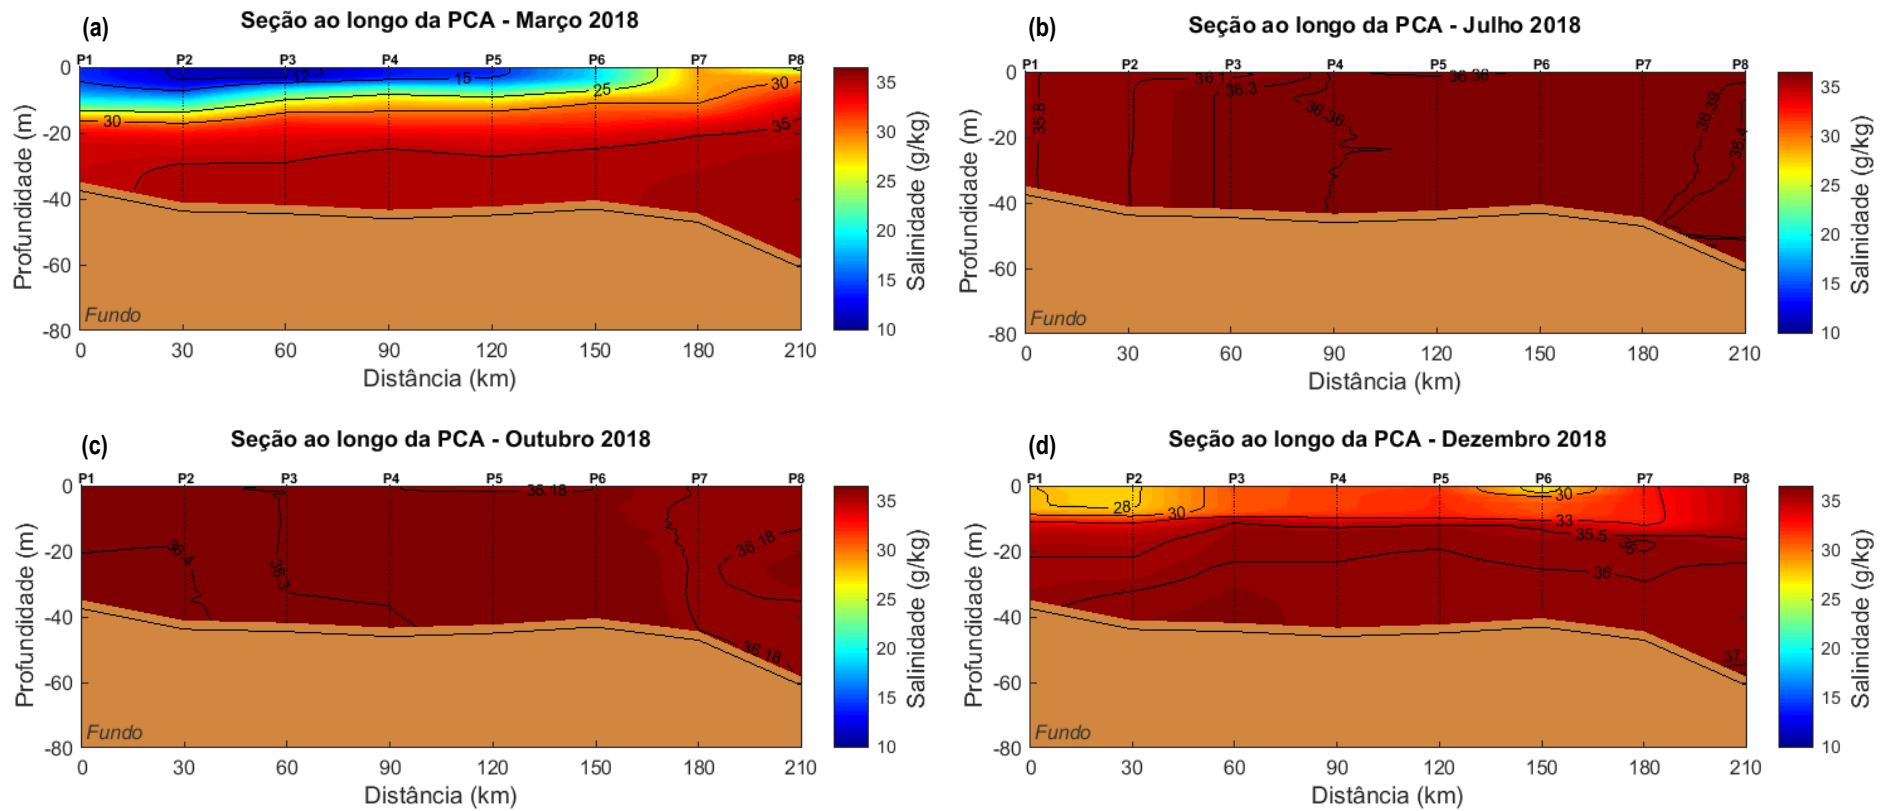 (a)
Seção ao longo da PCA - Março 2018
P1 P2 P3 P4 P5 P6 P7 P8
0
-20
-40
-60
-80
Profundidade (m)
12
15
25
30
30
35
Fundo
0 30 60 90 120 150 180 210
Distância (km)
35
30
25
20
15
10
Salinidade (g/kg)
(b)
Seção ao longo da PCA - Julho 2018
P1 P2 P3 P4 P5 P6 P7 P8
0
-20
-40
-60
-80
Profundidade (m)
35.8
36.1
36.3
36.36
36.38
36.39
36.4
Fundo
0 30 60 90 120 150 180 210
Distância (km)
35
30
25
20
15
10
Salinidade (g/kg)
(c)
Seção ao longo da PCA - Outubro 2018
P1 P2 P3 P4 P5 P6 P7 P8
0
-20
-40
-60
-80
Profundidade (m)
36.4
36.3
36.18
36.18
36.18
Fundo
0 30 60 90 120 150 180 210
Distância (km)
35
30
25
20
15
10
Salinidade (g/kg)
(d)
Seção ao longo da PCA - Dezembro 2018
P1 P2 P3 P4 P5 P6 P7 P8
0
-20
-40
-60
-80
Profundidade (m)
28
30
30
33
35.5
36
37
Fundo
0 30 60 90 120 150 180 210
Distância (km)
35
30
25
20
15
10
Salinidade (g/kg)